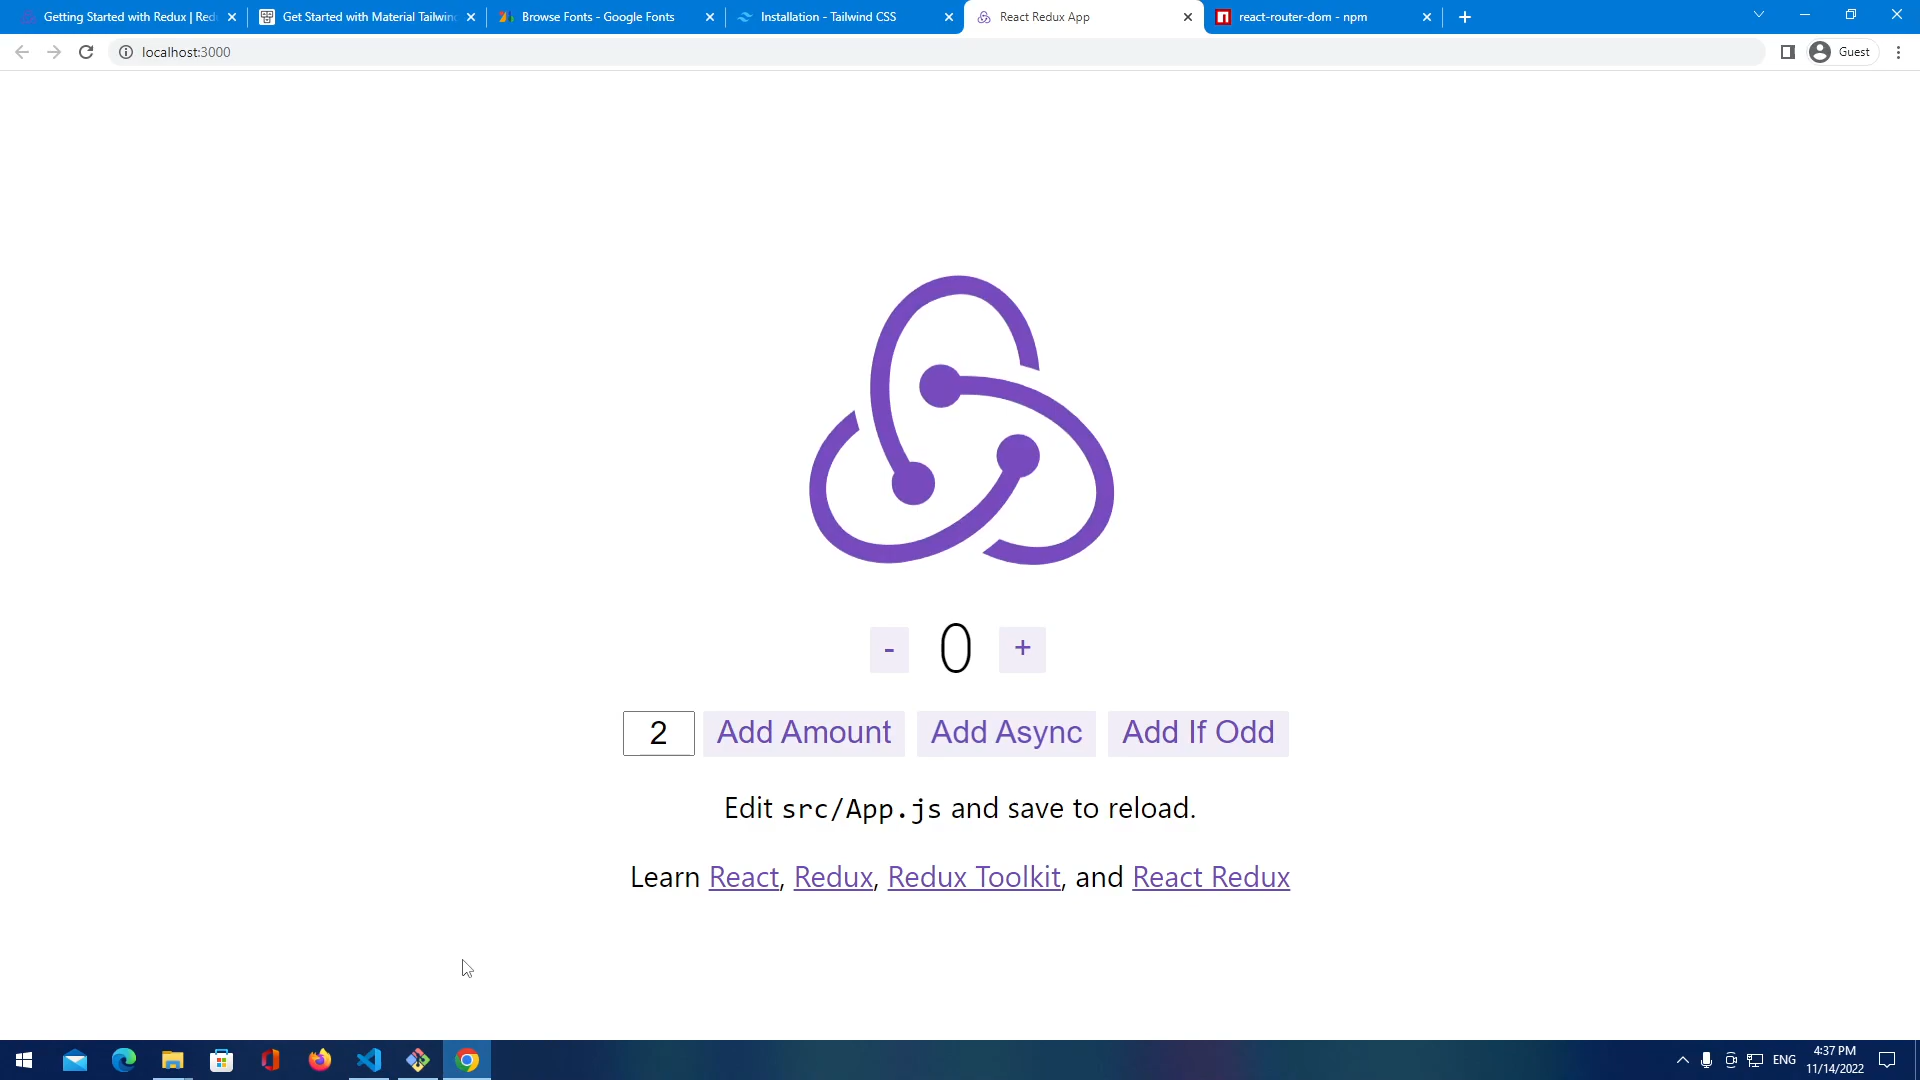 Getting Started with Redux | Red
Get Started with Material Tailwind
Browse Fonts - Google Fonts
Installation - Tailwind CSS
React Redux App
react-router-dom - npm
localhost:3000
Guest
- 0 +
2 Add Amount Add Async Add If Odd
Edit src/App.js and save to reload.
Learn React, Redux, Redux Toolkit, and React Redux
ENG
4:37 PM
11/14/2022